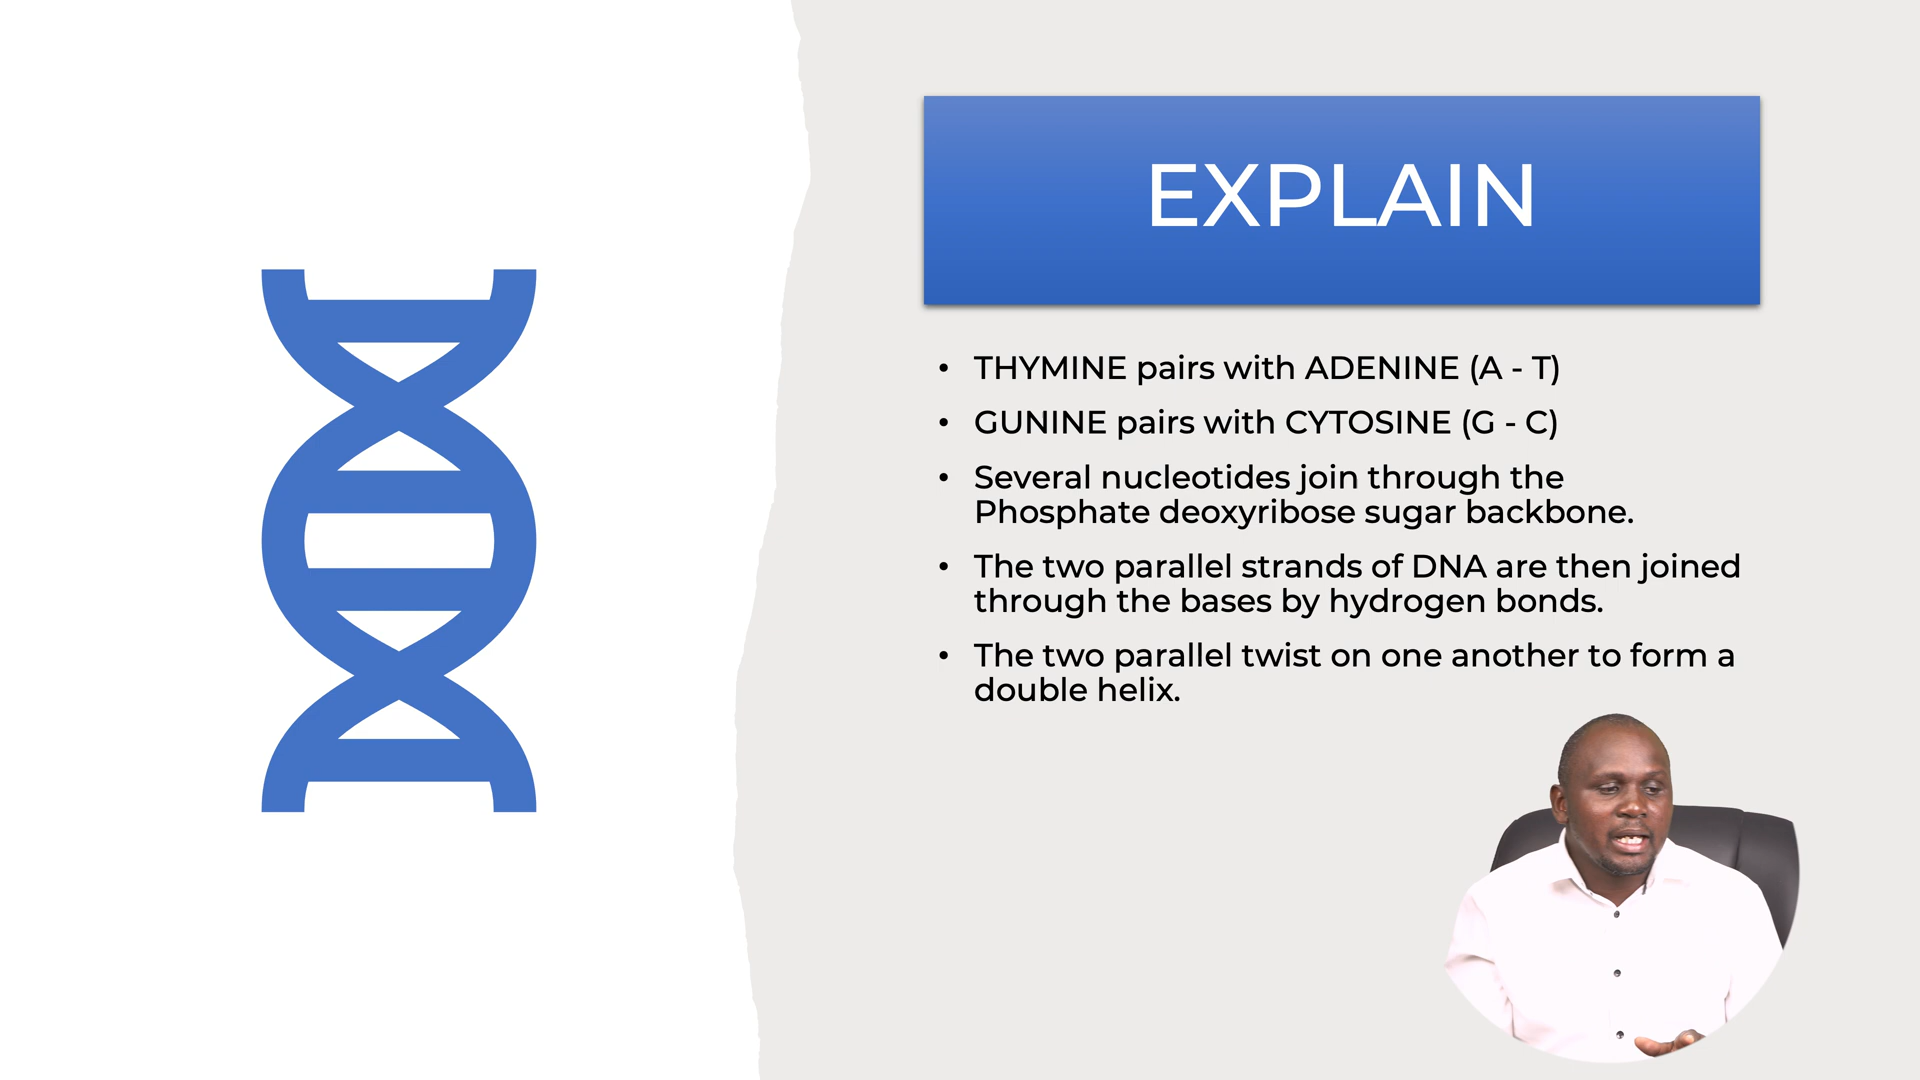 EXPLAIN
• THYMINE pairs with ADENINE (A - T)
• GUNINE pairs with CYTOSINE (G - C)
• Several nucleotides join through the
Phosphate deoxyribose sugar backbone.
• The two parallel strands of DNA are then joined
through the bases by hydrogen bonds.
• The two parallel twist on one another to form a
double helix.